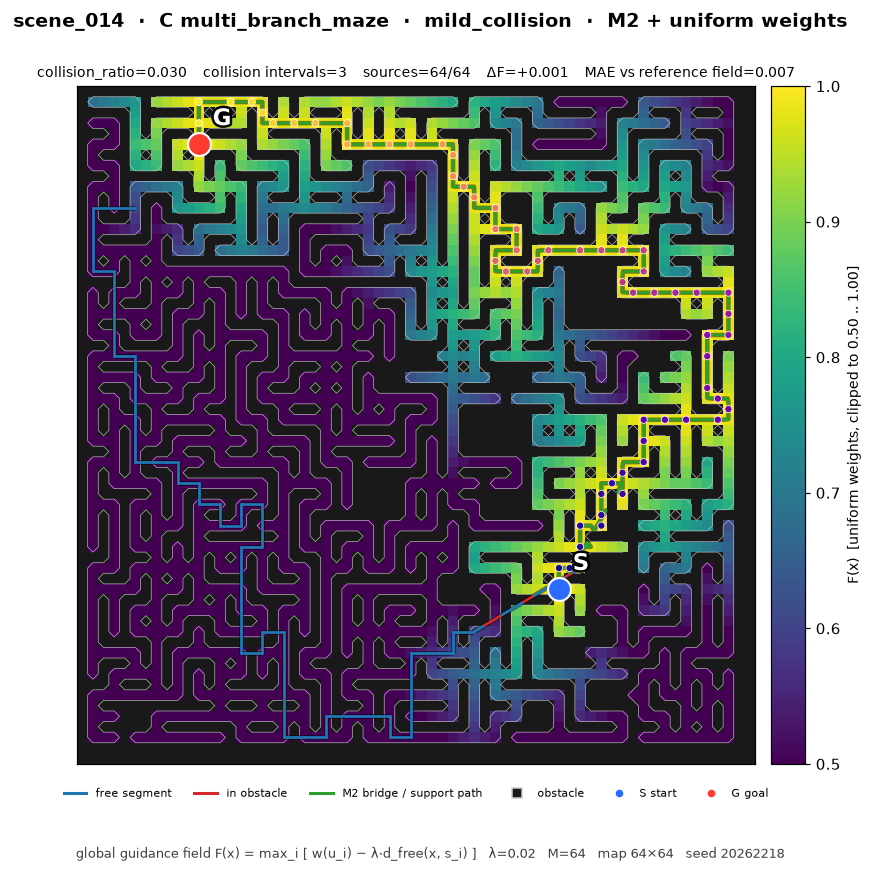 scene_014 · C multi_branch_maze · mild_collision · M2 + uniform weights
collision_ratio=0.030 collision intervals=3 sources=64/64 ΔF=+0.001 MAE vs reference field=0.007
G
S
1.0
0.9
0.8
0.7
0.6
0.5
F(x) [uniform weights, clipped to 0.50 .. 1.00]
free segment
in obstacle
M2 bridge / support path
obstacle
S start
G goal
global guidance field F(x) = max_i [ w(u_i) − λ·d_free(x, s_i) ] λ=0.02 M=64 map 64×64 seed 20262218